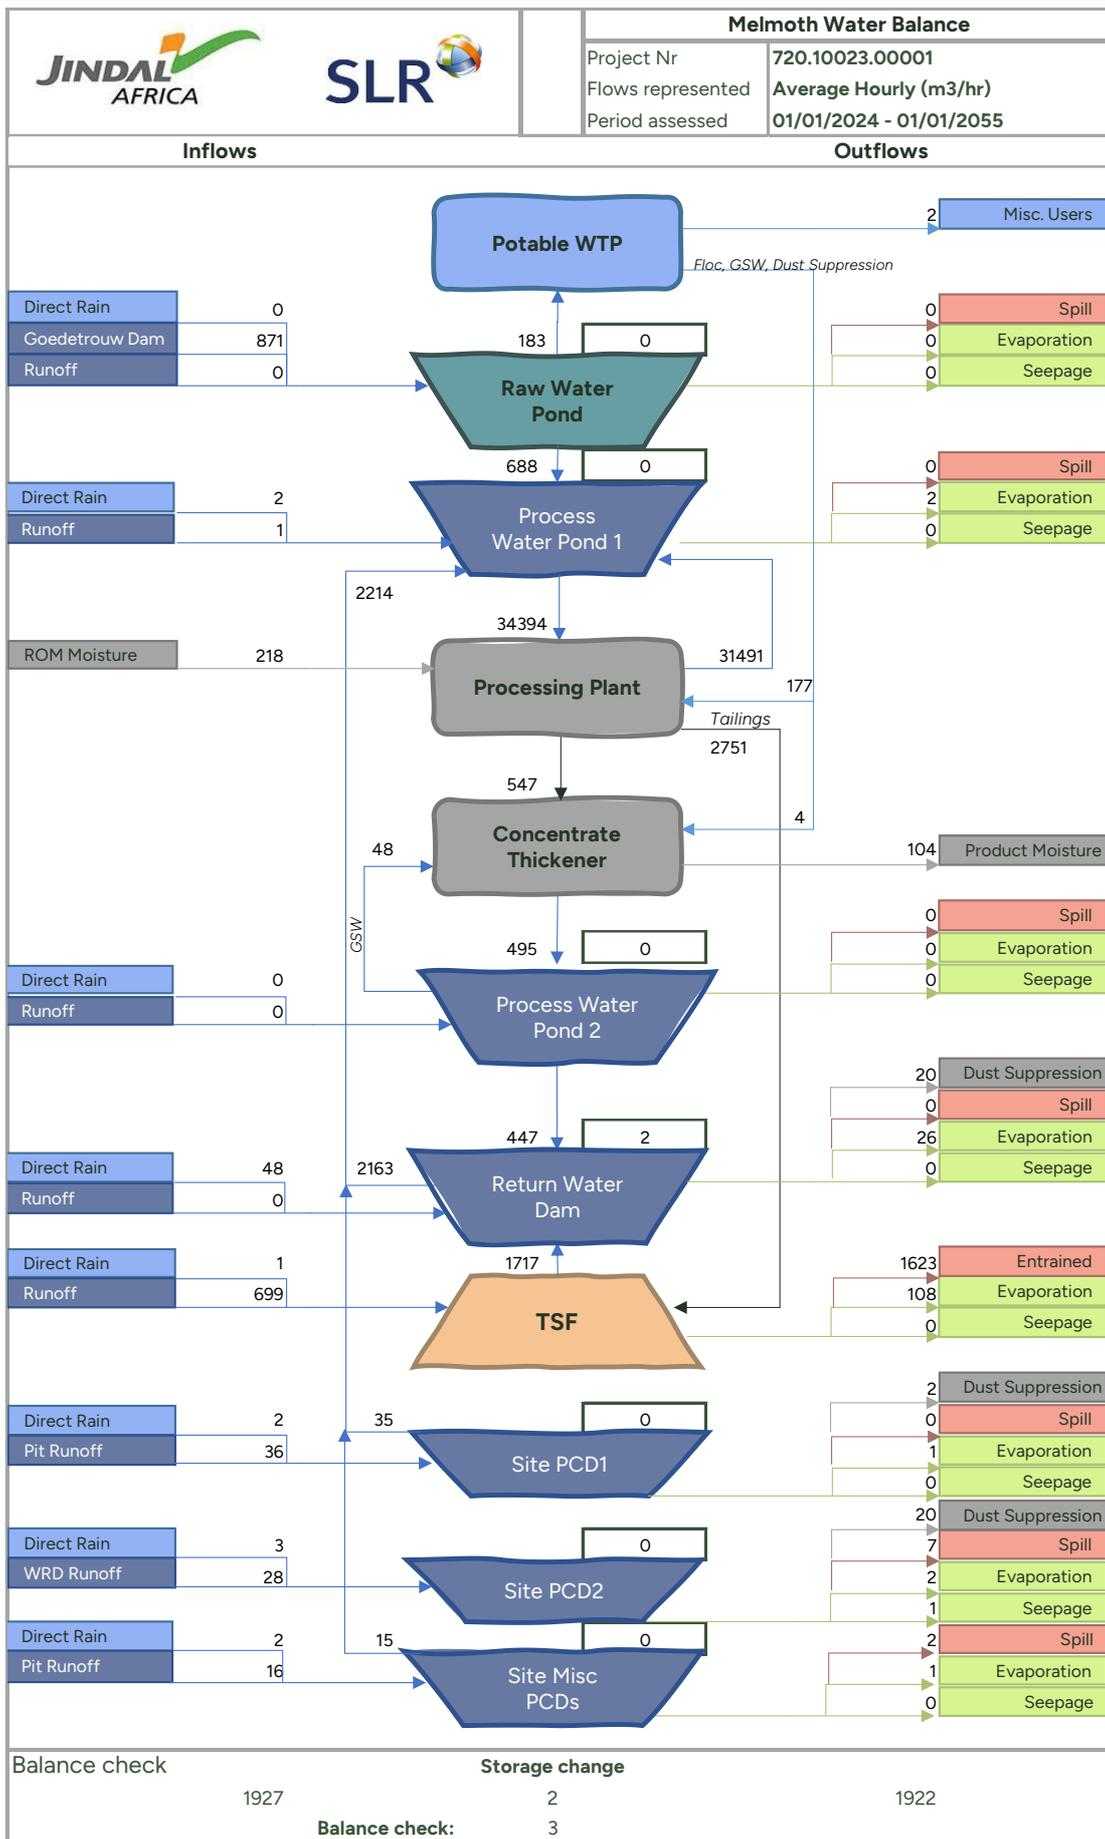 JINDAL
AFRICA
SLR
Melmoth Water Balance
Project Nr 720.10023.00001
Flows represented Average Hourly (m3/hr)
Period assessed 01/01/2024 - 01/01/2055
Inflows Outflows
Potable WTP
2 Misc. Users
Floc, GSW, Dust Suppression
Direct Rain 0
Goedetrouw Dam 871
Runoff 0
183 0
Raw Water
Pond
0 Spill
0 Evaporation
0 Seepage
688 0
Direct Rain 2
Runoff 1
Process
Water Pond 1
0 Spill
2 Evaporation
0 Seepage
2214
34394
ROM Moisture 218
Processing Plant
31491
177
Tailings
2751
547
Concentrate
Thickener
4
48
GSW
104 Product Moisture
495 0
0 Spill
0 Evaporation
0 Seepage
Direct Rain 0
Runoff 0
Process Water
Pond 2
20 Dust Suppression
0 Spill
26 Evaporation
0 Seepage
447 2
Direct Rain 48
Runoff 0
2163
Return Water
Dam
1717
Direct Rain 1
Runoff 699
TSF
1623 Entrained
108 Evaporation
0 Seepage
Direct Rain 2
Pit Runoff 36
35 0
Site PCD1
2 Dust Suppression
0 Spill
1 Evaporation
0 Seepage
Direct Rain 3
WRD Runoff 28
0
Site PCD2
20 Dust Suppression
7 Spill
2 Evaporation
1 Seepage
Direct Rain 2
Pit Runoff 16
15 0
Site Misc
PCDs
2 Spill
1 Evaporation
0 Seepage
Balance check Storage change
1927 2 1922
Balance check: 3